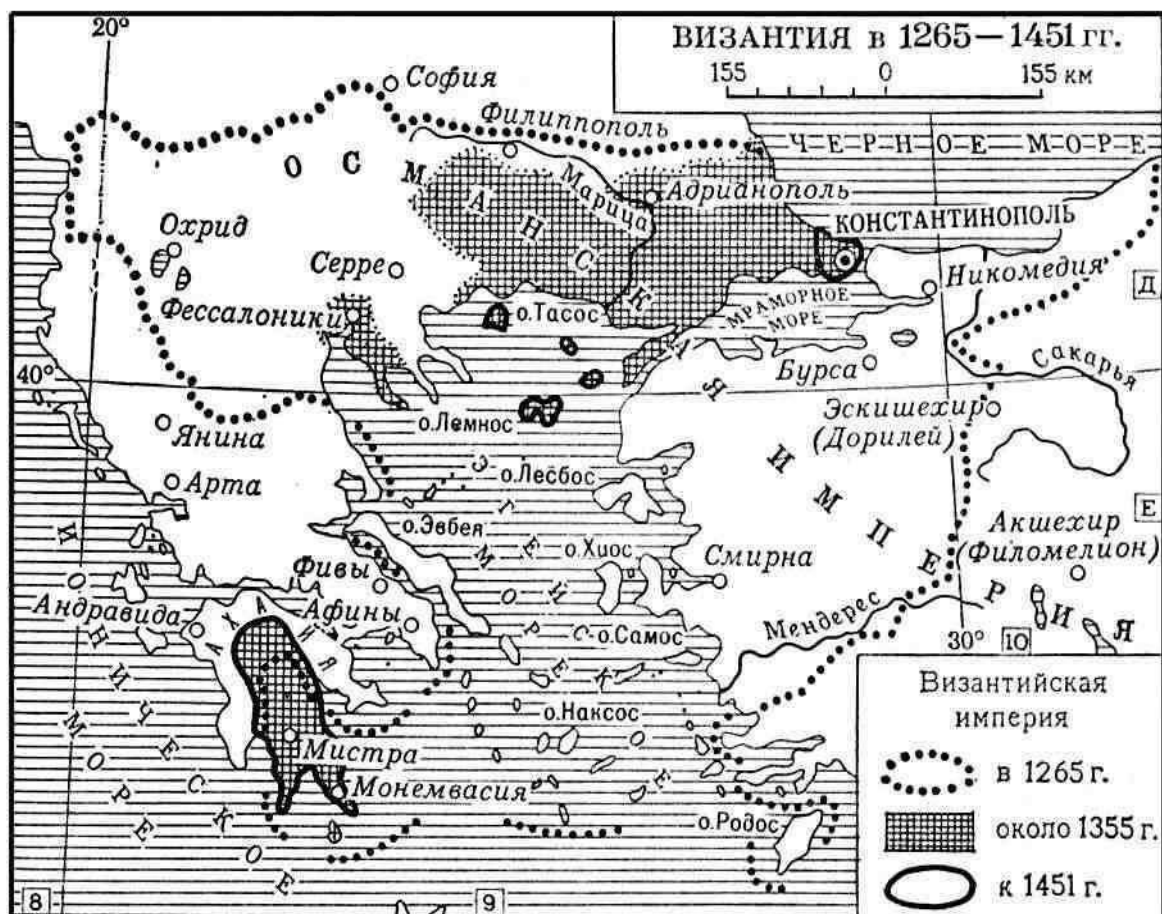 ВИЗАНТИЯ в 1265–1451 гг.
155 0 155 км
20°
София
Филиппополь
ЧЕРНОЕ МОРЕ
ОСМАНСКАЯ ИМПЕРИЯ
Марица
Адрианополь
КОНСТАНТИНОПОЛЬ
Охрид
Серре
Никомедия
Фессалоники
о.Тасос
МРАМОРНОЕ
МОРЕ
Д
Сакарья
40°
Бурса
Янина
о.Лемнос
Эскишехир
(Дорилей)
Арта
о.Лесбос
Е
ЭГЕЙСКОЕ
МОРЕ
о.Эвбея
о.Хиос
Смирна
Акшехир
(Филомелион)
Фивы
Андравида
АХАИЯ
Афины
о.Самос
Мендерес
30°
10
ИОНИЧЕСКОЕ
МОРЕ
о.Наксос
Мистра
Монемвасия
о.Родос
8
9
Византийская
империя
в 1265 г.
около 1355 г.
к 1451 г.